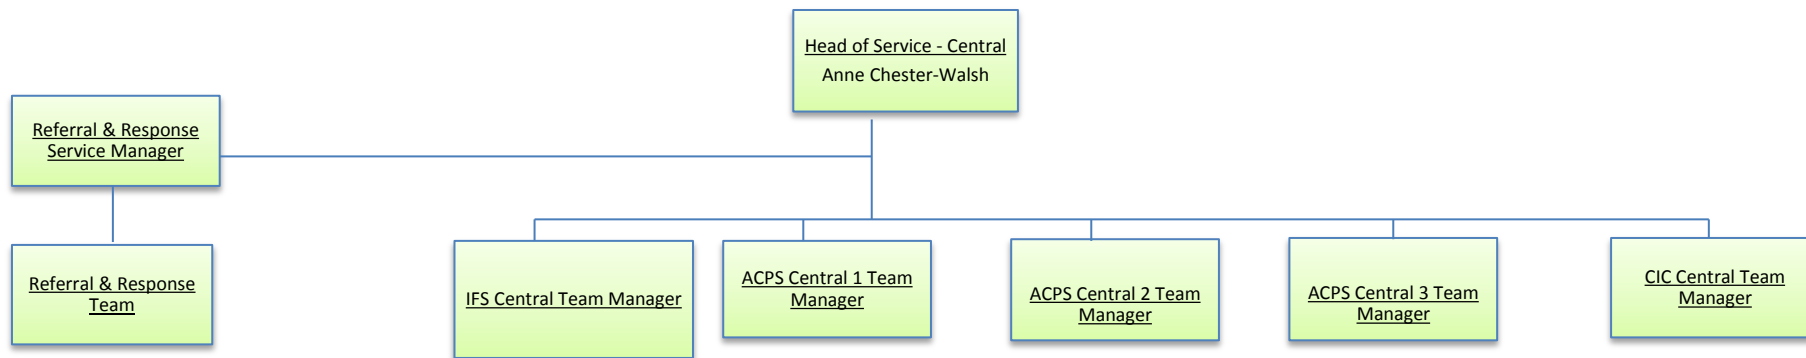 Head of Service - Central
Anne Chester-Walsh
Referral & Response
Service Manager
Referral & Response
Team
IFS Central Team Manager
ACPS Central 1 Team
Manager
ACPS Central 2 Team
Manager
ACPS Central 3 Team
Manager
CIC Central Team
Manager